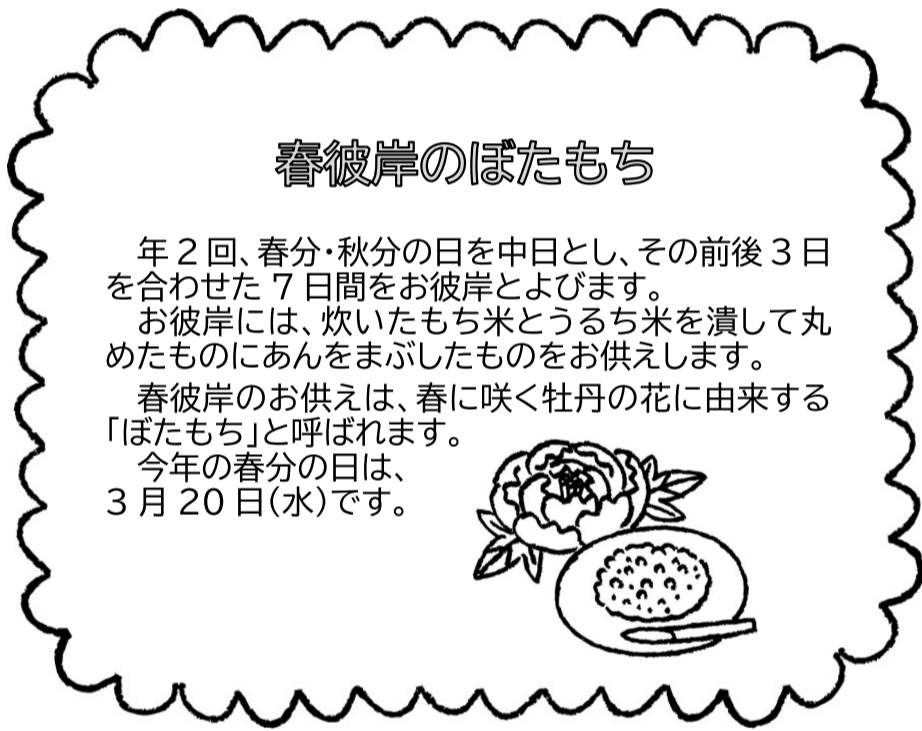 春彼岸のぼたもち
　年２回、春分・秋分の日を中日とし、その前後３日
を合わせた７日間をお彼岸とよびます。
　お彼岸には、炊いたもち米とうるち米を潰して丸
めたものにあんをまぶしたものをお供えします。
　春彼岸のお供えは、春に咲く牡丹の花に由来する
「ぼたもち」と呼ばれます。
　今年の春分の日は、
３月20日(水)です。